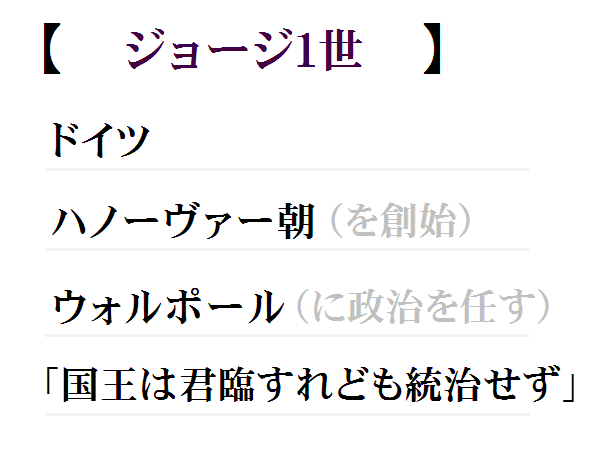 【 ジョージ1世 】
ドイツ
ハノーヴァー朝（を創始）
ウォルポール（に政治を任す）
「国王は君臨すれども統治せず」